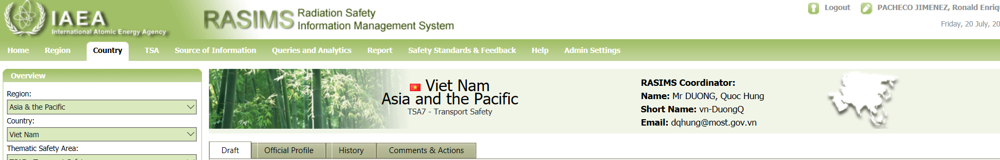 IAEA
International Atomic Energy Agency
RASIMS
Radiation Safety
Information Management System
Logout
PACHECO JIMENEZ, Ronald
Friday, 20 July,
Home Region Country TSA Source of Information Queries and Analytics Report Safety Standards & Feedback Help Admin Settings
Overview
Region:
Asia & the Pacific
Country:
Viet Nam
Thematic Safety Area:
Viet Nam
Asia and the Pacific
TSA7 - Transport Safety
RASIMS Coordinator:
Name: Mr DUONG, Quoc Hung
Short Name: vn-DuongQ
Email: dqhung@most.gov.vn
Draft Official Profile History Comments & Actions